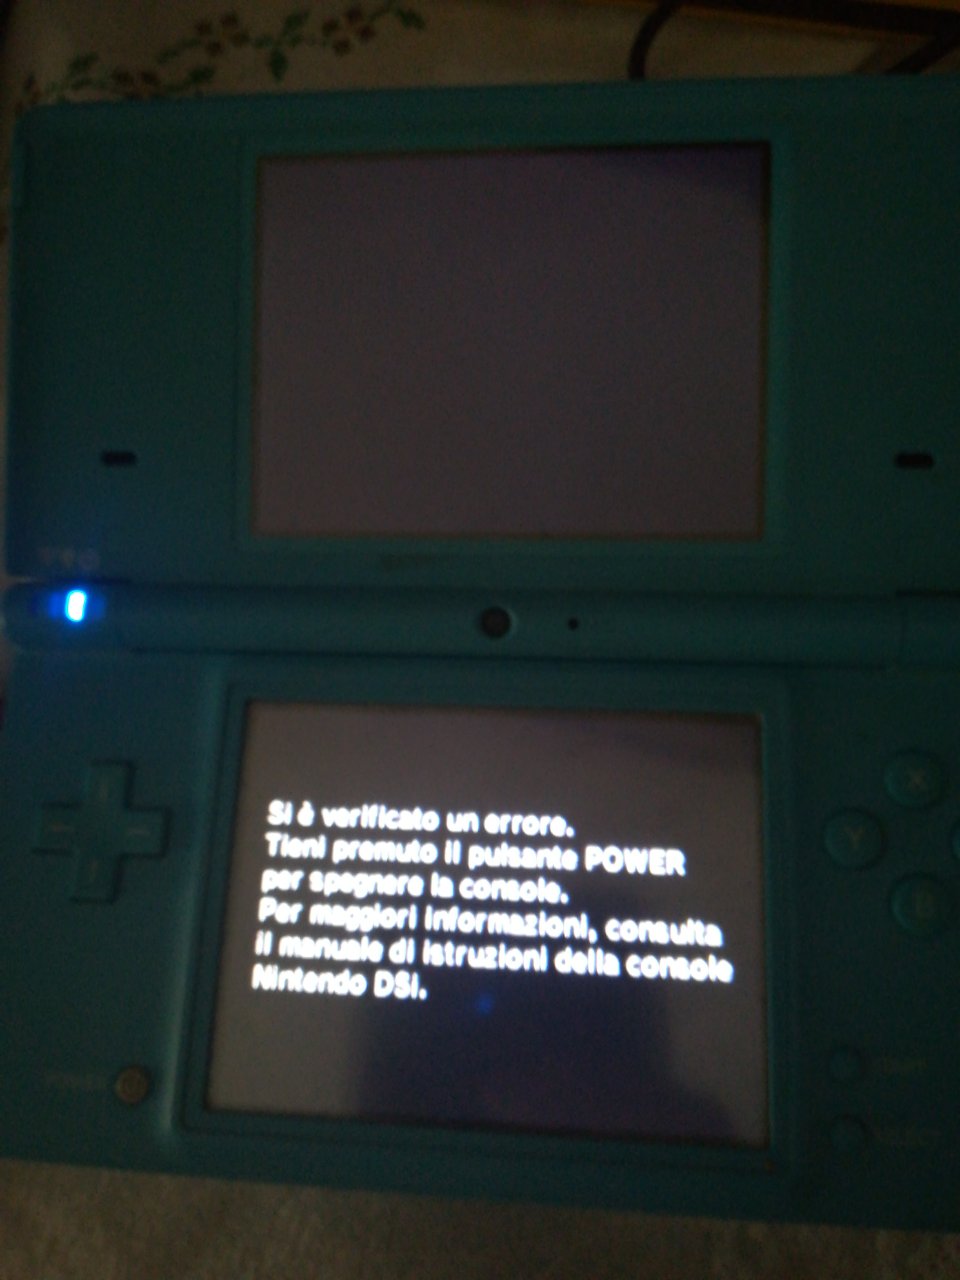 Si è verificato un errore.
Tieni premuto il pulsante POWER
per spegnere la console.
Per maggiori informazioni, consulta
il manuale di istruzioni della console
Nintendo DSi.
X
Y